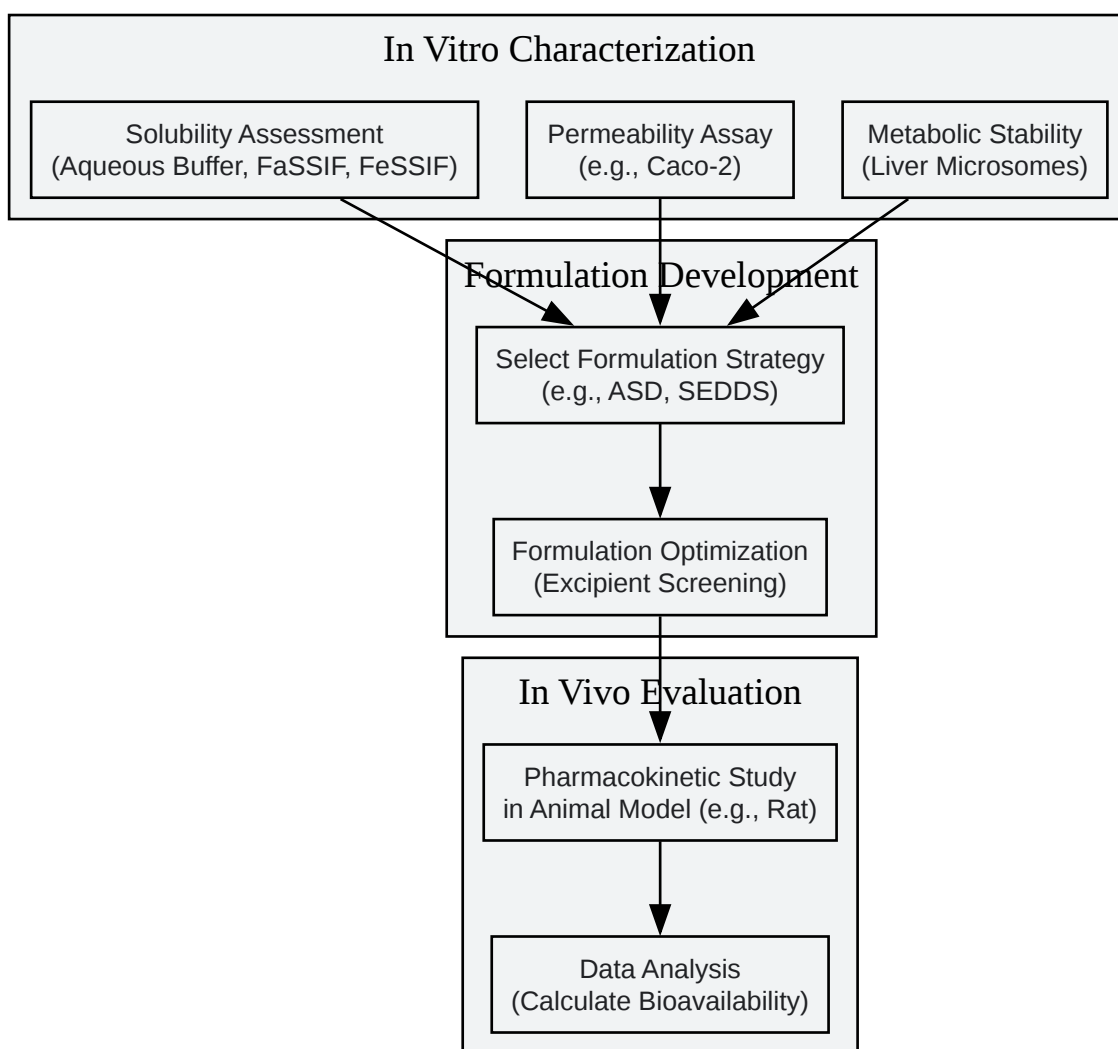 In Vitro Characterization
Solubility Assessment
(Aqueous Buffer, FaSSIF, FeSSIF)
Permeability Assay
(e.g., Caco-2)
Metabolic Stability
(Liver Microsomes)
Formulation Development
Select Formulation Strategy
(e.g., ASD, SEDDS)
Formulation Optimization
(Excipient Screening)
In Vivo Evaluation
Pharmacokinetic Study
in Animal Model (e.g., Rat)
Data Analysis
(Calculate Bioavailability)